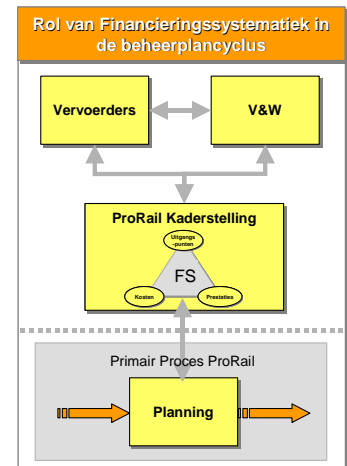 Rol van Financieringssystematiek in
de beheerplancyclus
Vervoerders
V&W
ProRail Kaderstelling
Uitgangs
-punten
FS
Kosten
Prestaties
Primair Proces ProRail
Planning